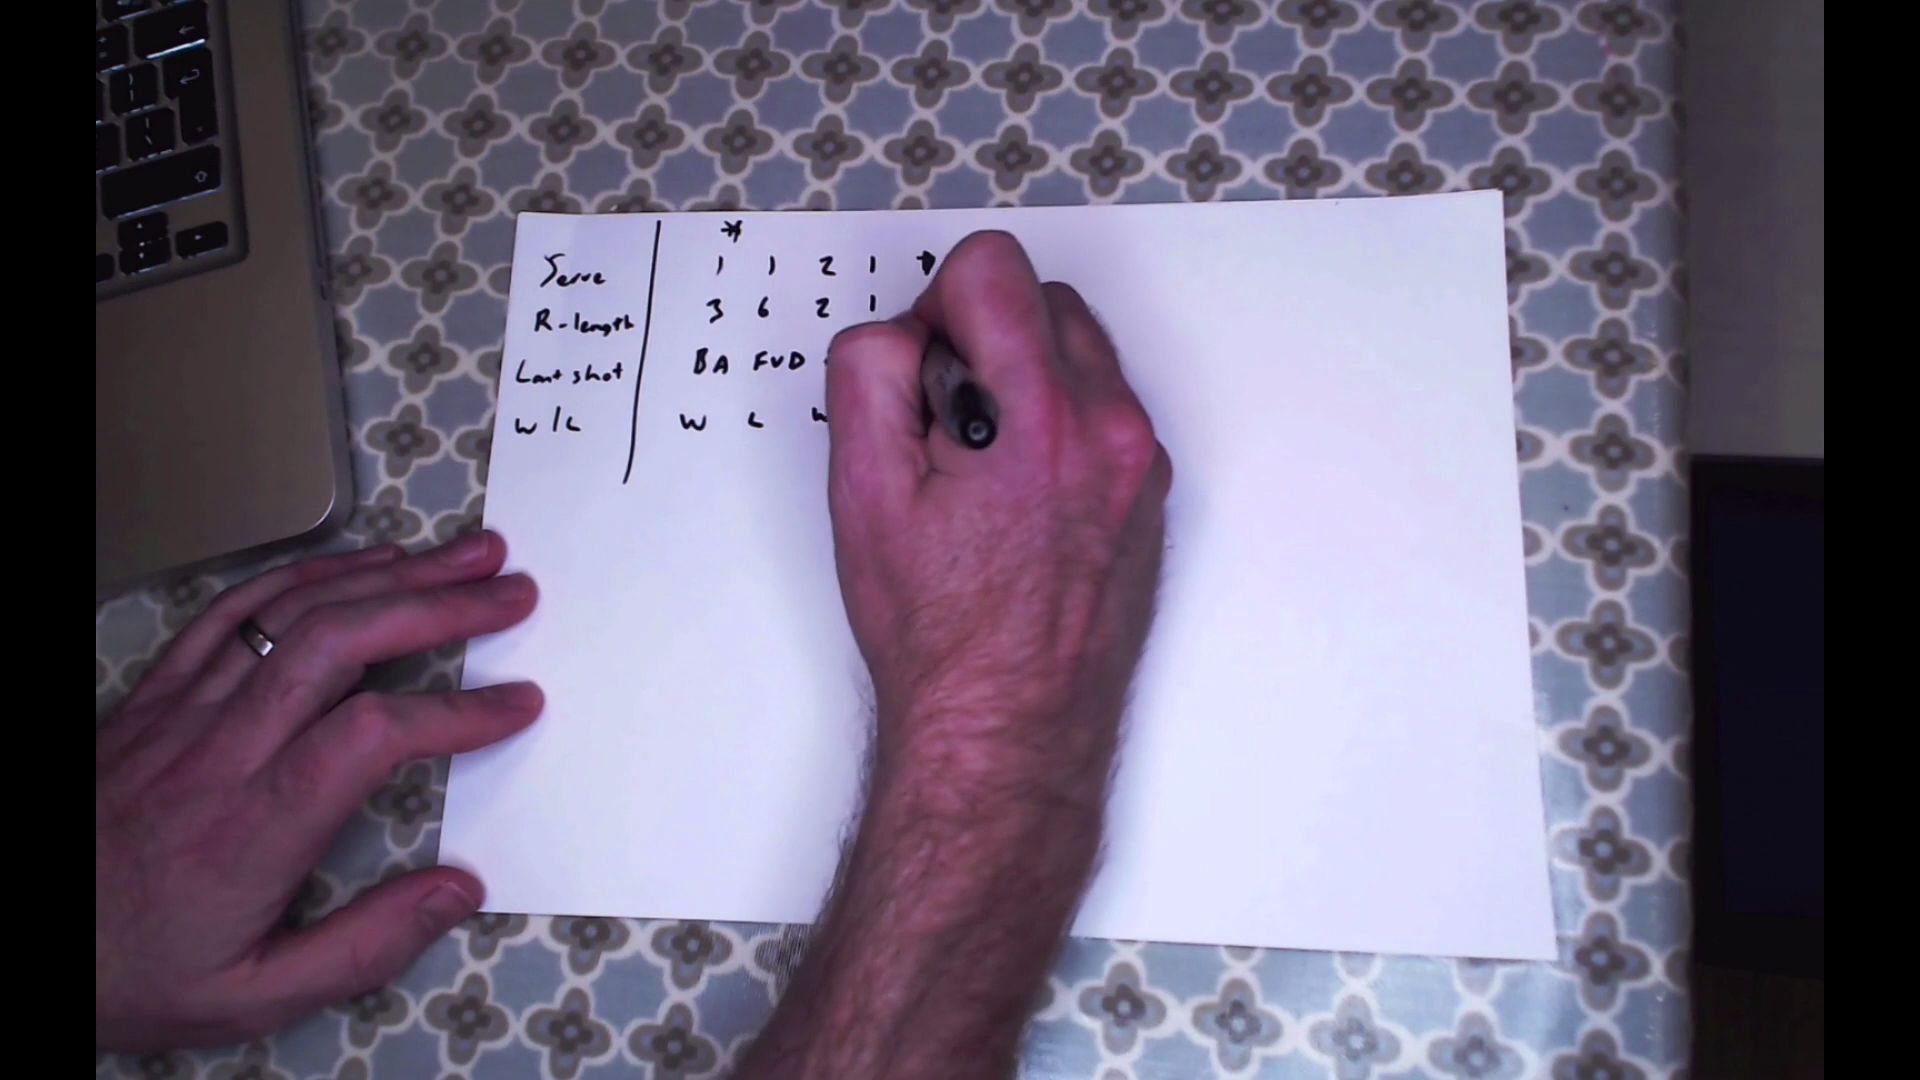 *
Serve 1 1 2 1
R-length 3 6 2 1
Last shot BA FVD
W/L W L W